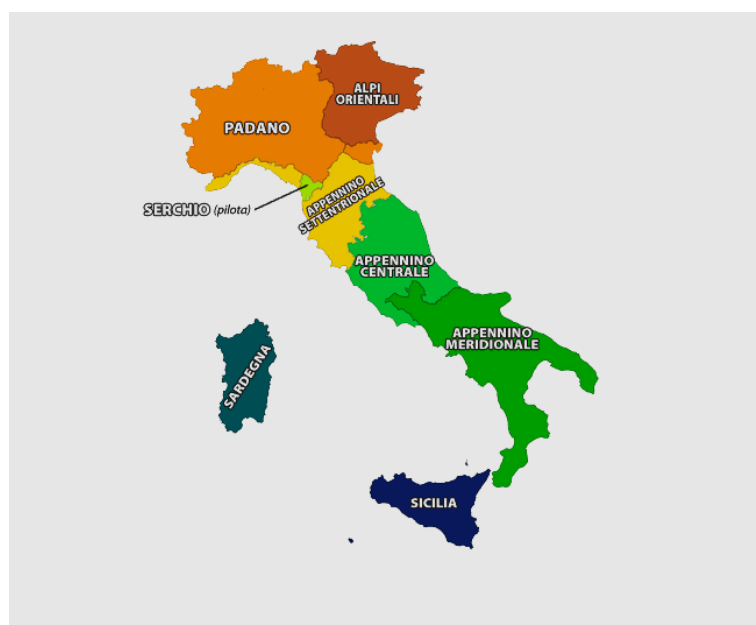 ALPI
ORIENTALI
PADANO
SERCHIO (pilota)
APPENNINO
SETTENTRIONALE
APPENNINO
CENTRALE
APPENNINO
MERIDIONALE
SARDEGNA
SICILIA